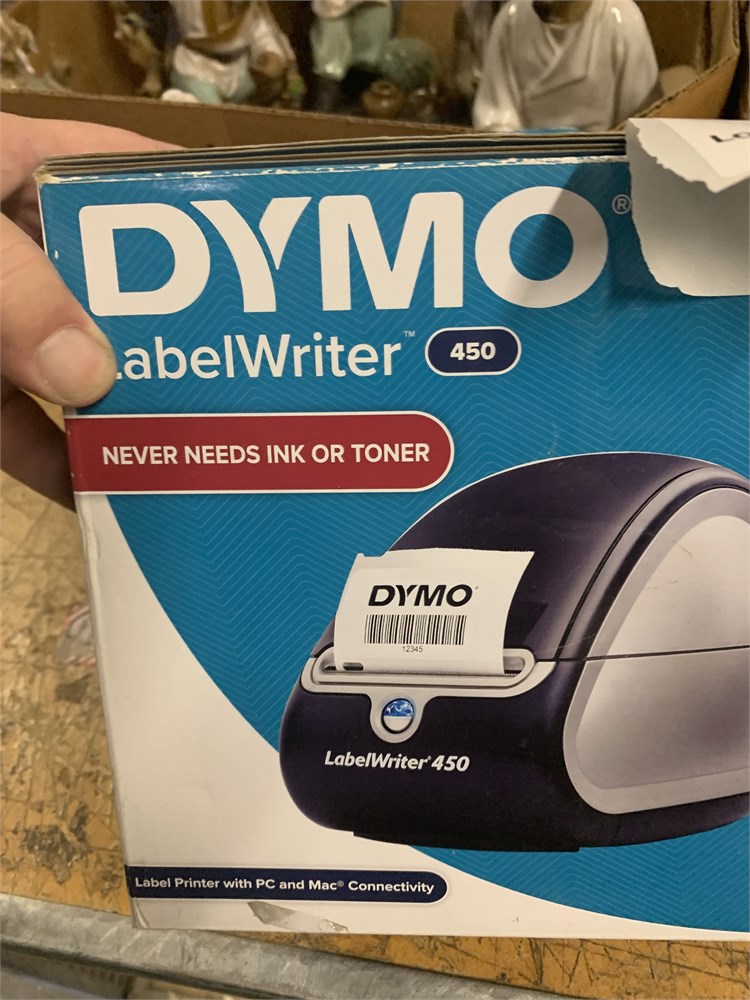 DYMO®
LabelWriter™ 450
NEVER NEEDS INK OR TONER
DYMO®
12345
LabelWriter® 450
Label Printer with PC and Mac® Connectivity